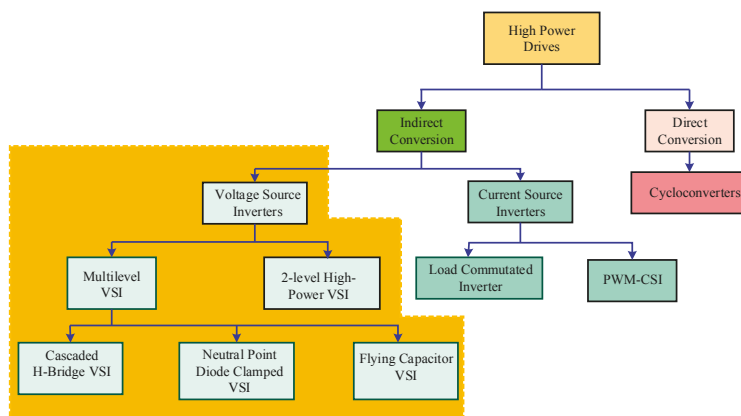 High Power
Drives
Indirect
Conversion
Direct
Conversion
Voltage Source
Inverters
Current Source
Inverters
Cycloconverters
Multilevel
VSI
2-level High-
Power VSI
Load Commutated
Inverter
PWM-CSI
Cascaded
H-Bridge VSI
Neutral Point
Diode Clamped
VSI
Flying Capacitor
VSI